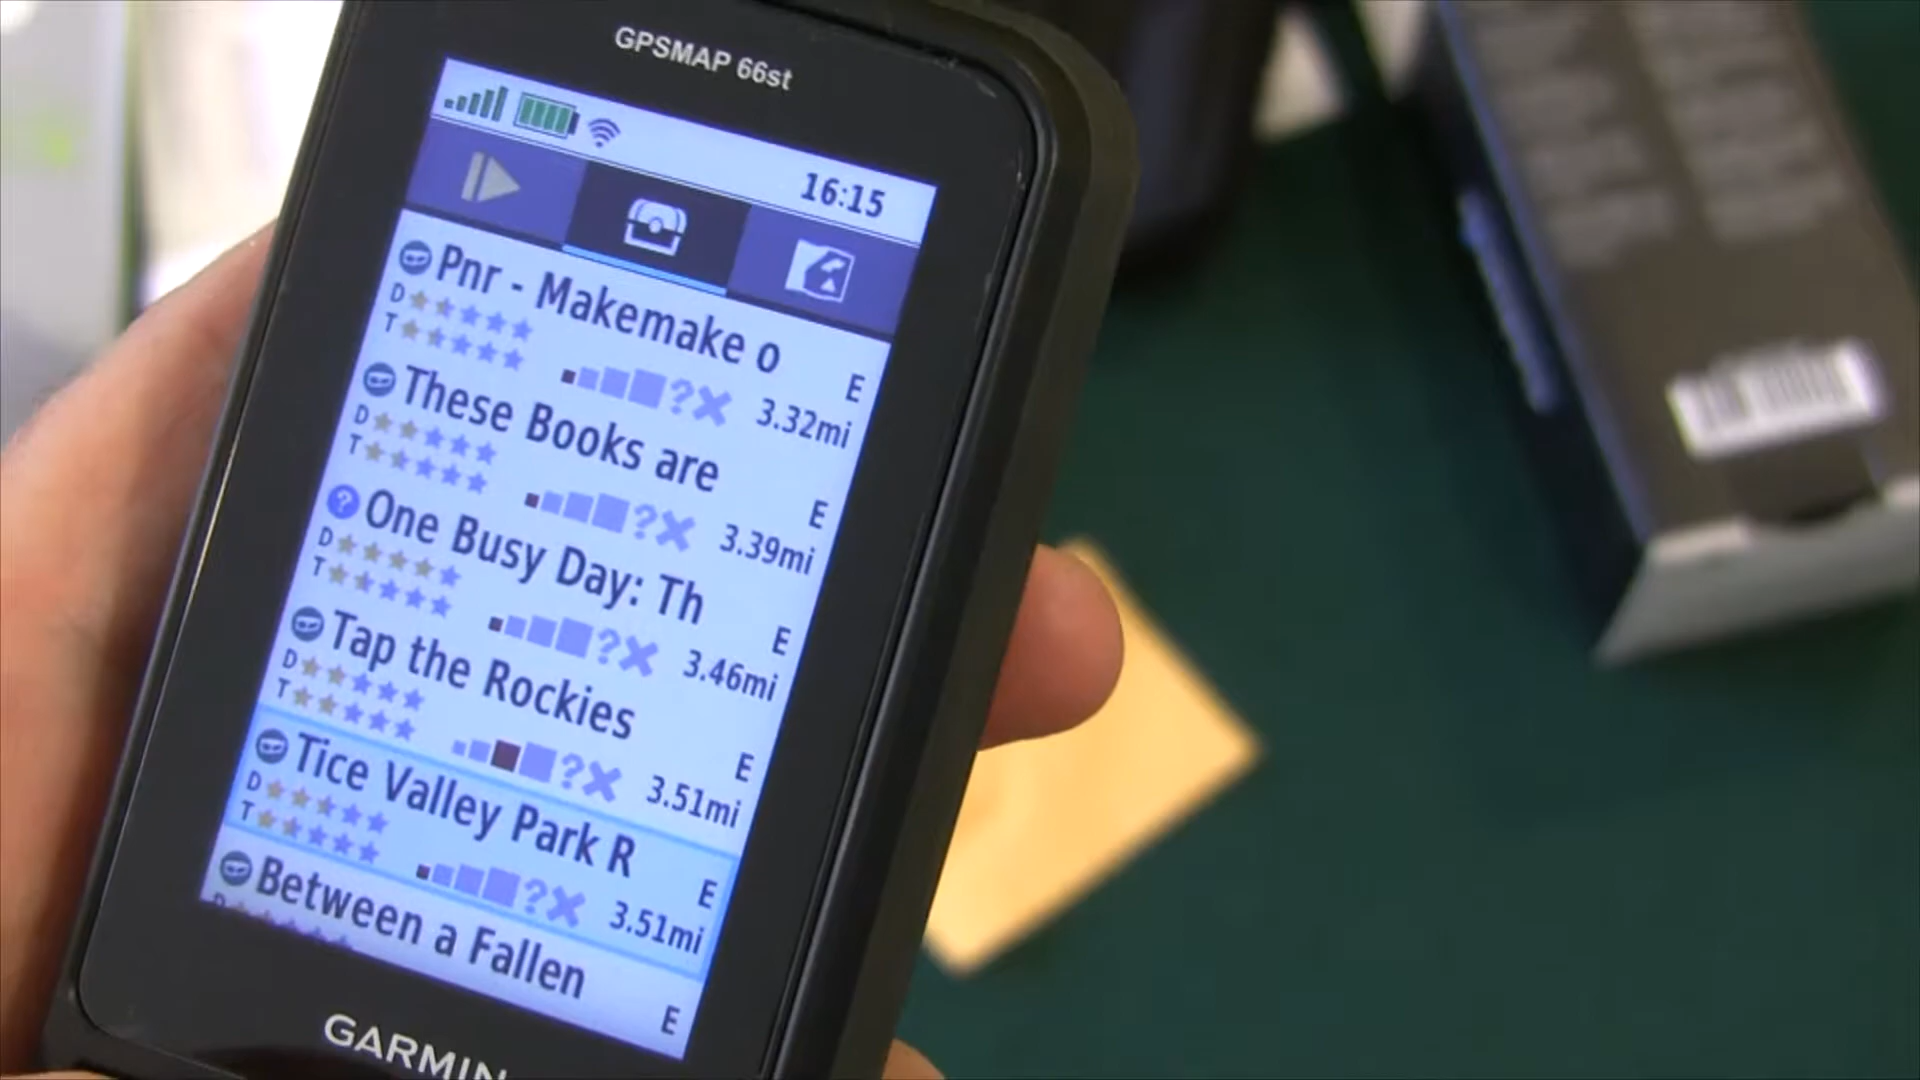 GPSMAP 66st
16:15
Pnr - Makemake o
D
T
E
3.32mi
These Books are
D
T
E
3.39mi
One Busy Day: Th
D
T
E
3.46mi
Tap the Rockies
D
T
E
3.51mi
Tice Valley Park R
D
T
E
3.51mi
Between a Fallen
D
E
GARMIN